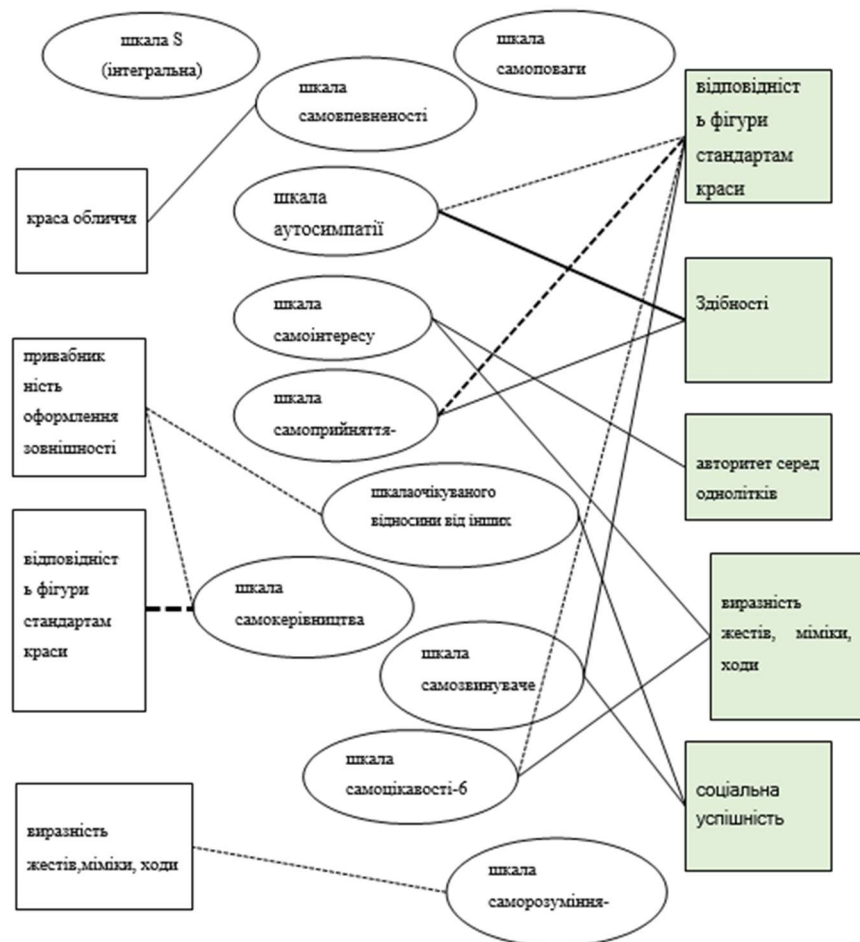 шкала S
(інтегральна)
шкала
самоповаги
шкала
самовпевненості
відповідніст
ь фігури
стандартам
краси
краса обличчя
шкала
аутосимпатії
Здібності
шкала
самоінтересу
привабник
ність
оформлення
зовнішності
шкала
самоприйняття-
авторитет серед
однолітків
шкалаочікуваного
відносини від інших
відповідніст
ь фігури
стандартам
краси
шкала
самокерівництва
виразність
жестів, міміки,
ходи
шкала
самозвинуваче
шкала
самоцікавості-6
соціальна
успішність
виразність
жестів,міміки, ходи
шкала
саморозуміння-